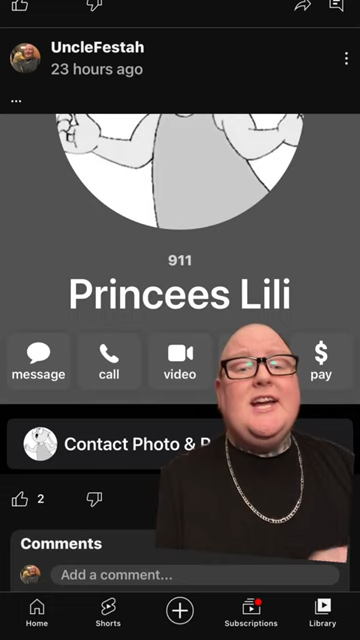 UncleFestah
23 hours ago
...
911
Princees Lili
message
call
video
pay
Contact Photo & P
2
Comments
Add a comment...
Home
Shorts
Subscriptions
Library